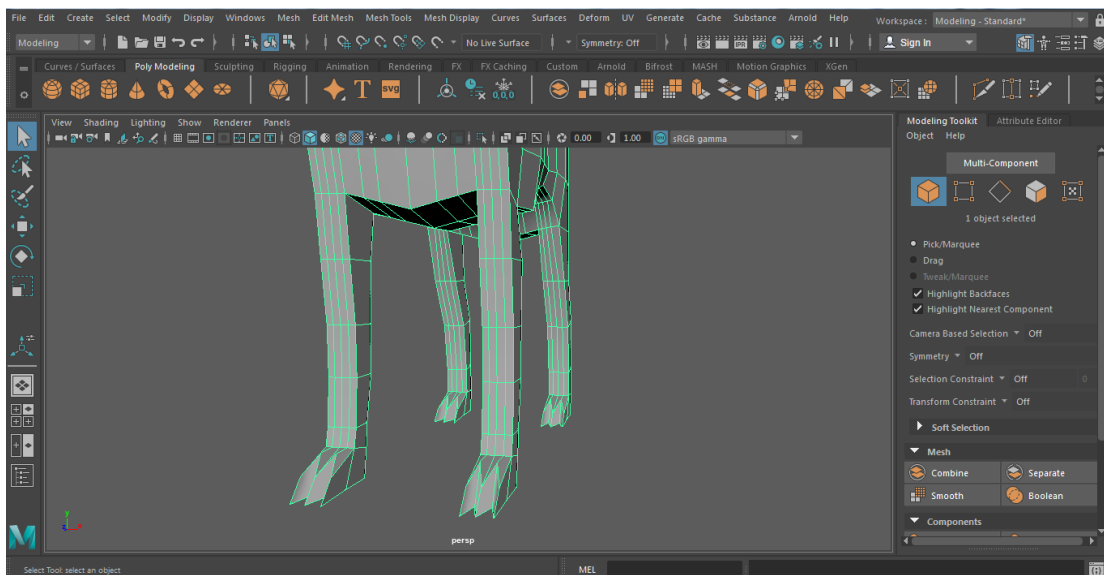 File Edit Create Select Modify Display Windows Mesh Edit Mesh Mesh Tools Mesh Display Curves Surfaces Deform UV Generate Cache Substance Arnold Help Workspace : Modeling - Standard*
Modeling No Live Surface Symmetry: Off Sign In
Curves / Surfaces Poly Modeling Sculpting Rigging Animation Rendering FX FX Caching Custom Arnold Bifrost MASH Motion Graphics XGen
T svg 0,0,0
View Shading Lighting Show Renderer Panels
0.00 1.00 sRGB gamma
Modeling Toolkit Attribute Editor
Object Help
Multi-Component
1 object selected
Pick/Marquee
Drag
Tweak/Marquee
Highlight Backfaces
Highlight Nearest Component
Camera Based Selection Off
Symmetry Off
Selection Constraint Off 0
Transform Constraint Off
Soft Selection
Mesh
Combine Separate
Smooth Boolean
Components
persp
M
Select Tool: select an object MEL